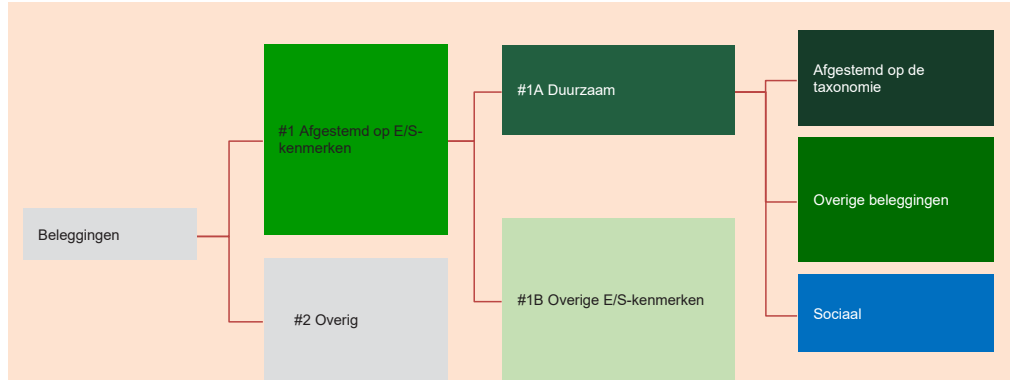 Beleggingen
#1 Afgestemd op E/S-
kenmerken
#2 Overig
#1A Duurzaam
#1B Overige E/S-kenmerken
Afgestemd op de
taxonomie
Overige beleggingen
Sociaal